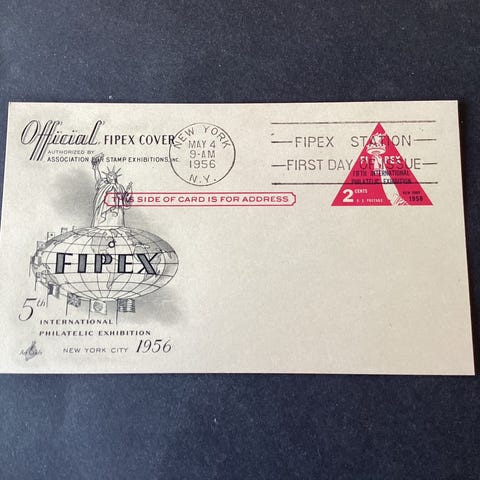 Official FIPEX COVER
AUTHORIZED BY
ASSOCIATION FOR STAMP EXHIBITIONS, INC.
NEW YORK
MAY 4
9-AM
1956
N.Y.
FIPEX STATION
FIRST DAY OF ISSUE
FIPEX
FIFTH INTERNATIONAL
PHILATELIC EXHIBITION
2 CENTS
U.S. POSTAGE
NEW YORK
1956
THIS SIDE OF CARD IS FOR ADDRESS
FIPEX
5th
INTERNATIONAL
PHILATELIC EXHIBITION
NEW YORK CITY 1956
ArtCraft